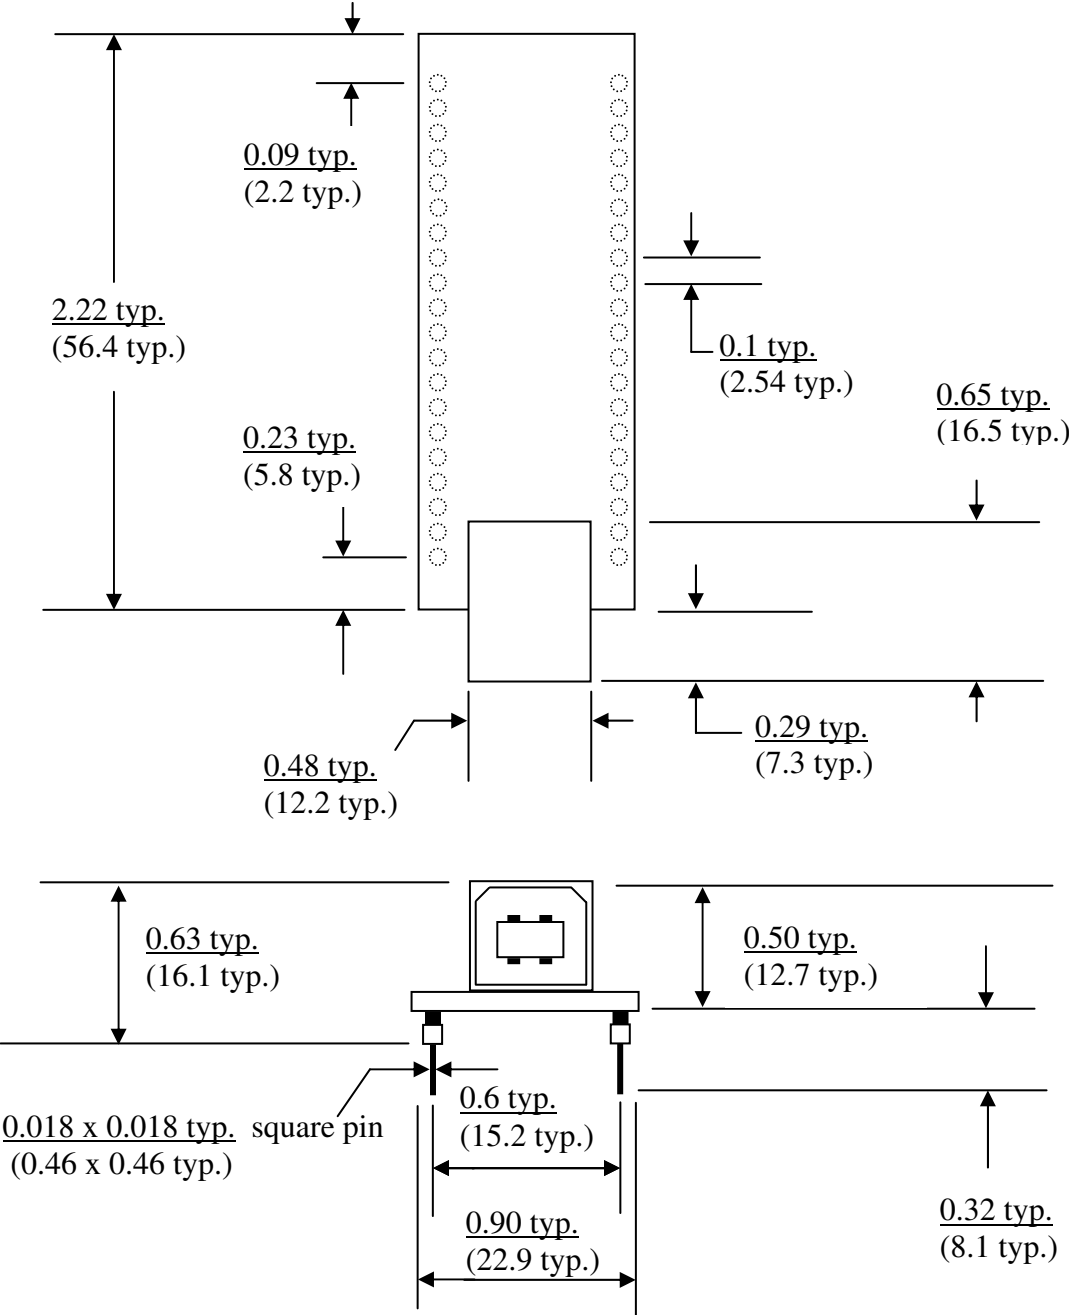 0.09 typ.
(2.2 typ.)
2.22 typ.
(56.4 typ.)
0.1 typ.
(2.54 typ.)
0.65 typ.
(16.5 typ.)
0.23 typ.
(5.8 typ.)
0.29 typ.
(7.3 typ.)
0.48 typ.
(12.2 typ.)
0.63 typ.
(16.1 typ.)
0.50 typ.
(12.7 typ.)
0.6 typ.
(15.2 typ.)
0.018 x 0.018 typ. square pin
(0.46 x 0.46 typ.)
0.90 typ.
(22.9 typ.)
0.32 typ.
(8.1 typ.)